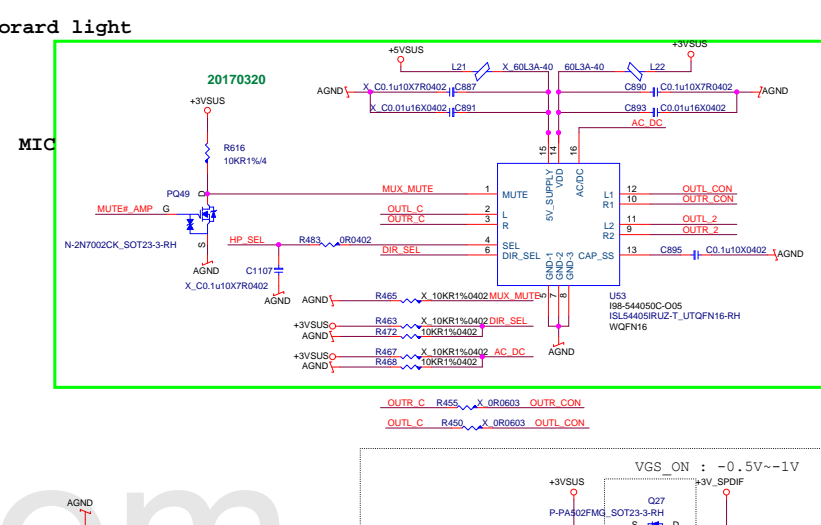 orard light
20170320
MIC
+5VSUS
+3VSUS
L21 X_60L3A-40 60L3A-40 L22
AGND X_C0.1u10X7R0402 C887 C890 C0.1u10X7R0402 AGND
X_C0.01u16X0402 C891 C893 C0.01u16X0402
AC_DC
+3VSUS
R616
10KR1%/4
PQ49
D
MUTE#_AMP G
S
N-2N7002CK_SOT23-3-RH
AGND
MUX_MUTE 1 MUTE
OUTL_C 2 L
OUTR_C 3 R
HP_SEL R483 0R0402 4 SEL
DIR_SEL 6 DIR_SEL
15 14 16
5V_SUPPLY VDD AC/DC
L1 12 OUTL_CON
R1 10 OUTR_CON
L2 11 OUTL_2
R2 9 OUTR_2
CAP_SS 13 C895 C0.1u10X0402 AGND
GND-1 GND-2 GND-3
5 7 8
AGND
U53
I98-544050C-O05
ISL54405IRUZ-T_UTQFN16-RH
WQFN16
C1107
X_C0.1u10X7R0402
AGND
AGND R465 X_10KR1%0402 MUX_MUTE
+3VSUS R463 X_10KR1%0402 DIR_SEL
AGND R472 10KR1%0402
+3VSUS R467 X_10KR1%0402 AC_DC
AGND R468 10KR1%0402
OUTR_C R455 X_0R0603 OUTR_CON
OUTL_C R450 X_0R0603 OUTL_CON
VGS_ON : -0.5V~-1V
+3VSUS
+3V_SPDIF
Q27
P-PA502FMG_SOT23-3-RH
S D
AGND
om